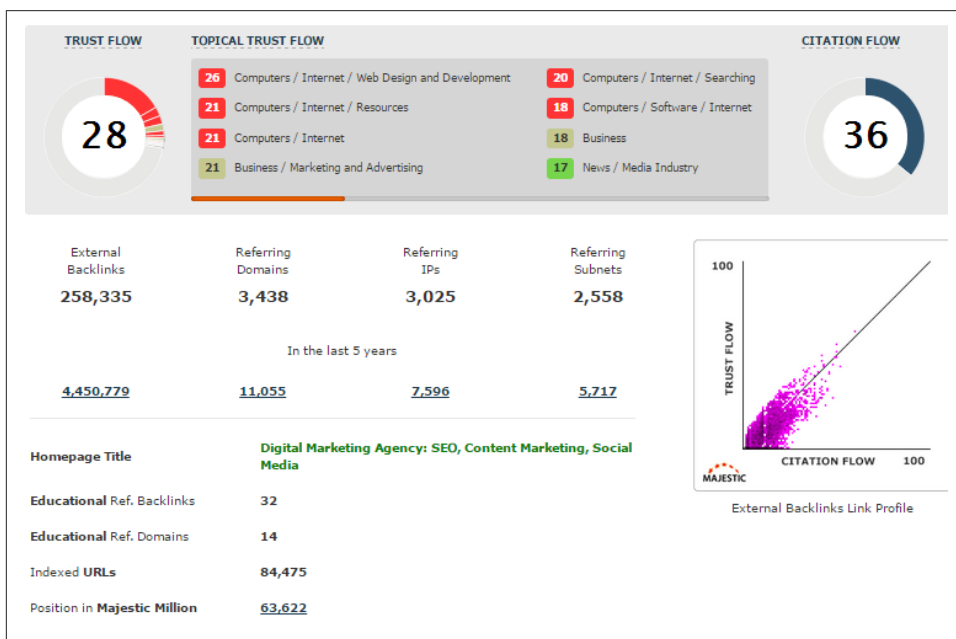 TRUST FLOW
TOPICAL TRUST FLOW
CITATION FLOW
28
26 Computers / Internet / Web Design and Development
21 Computers / Internet / Resources
21 Computers / Internet
21 Business / Marketing and Advertising
20 Computers / Internet / Searching
18 Computers / Software / Internet
18 Business
17 News / Media Industry
36
External
Backlinks
258,335
Referring
Domains
3,438
Referring
IPs
3,025
Referring
Subnets
2,558
In the last 5 years
4,450,779
11,055
7,596
5,717
Homepage Title
Digital Marketing Agency: SEO, Content Marketing, Social
Media
Educational Ref. Backlinks 32
Educational Ref. Domains 14
Indexed URLs 84,475
Position in Majestic Million 63,622
100
TRUST FLOW
CITATION FLOW 100
MAJESTIC
External Backlinks Link Profile